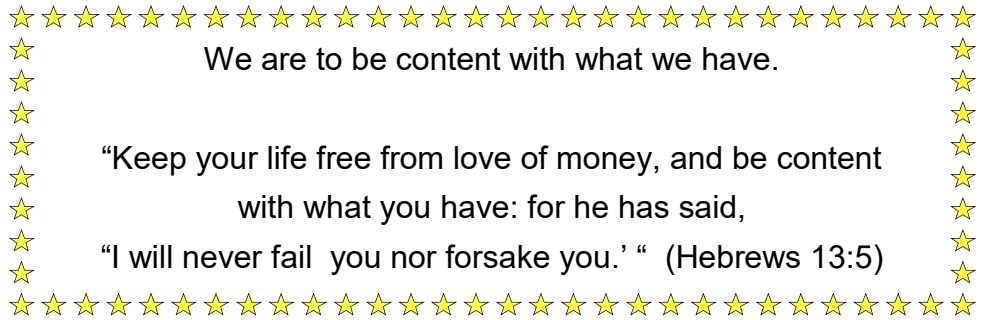 We are to be content with what we have.
“Keep your life free from love of money, and be content
with what you have: for he has said,
“I will never fail  you nor forsake you.’ “  (Hebrews 13:5)